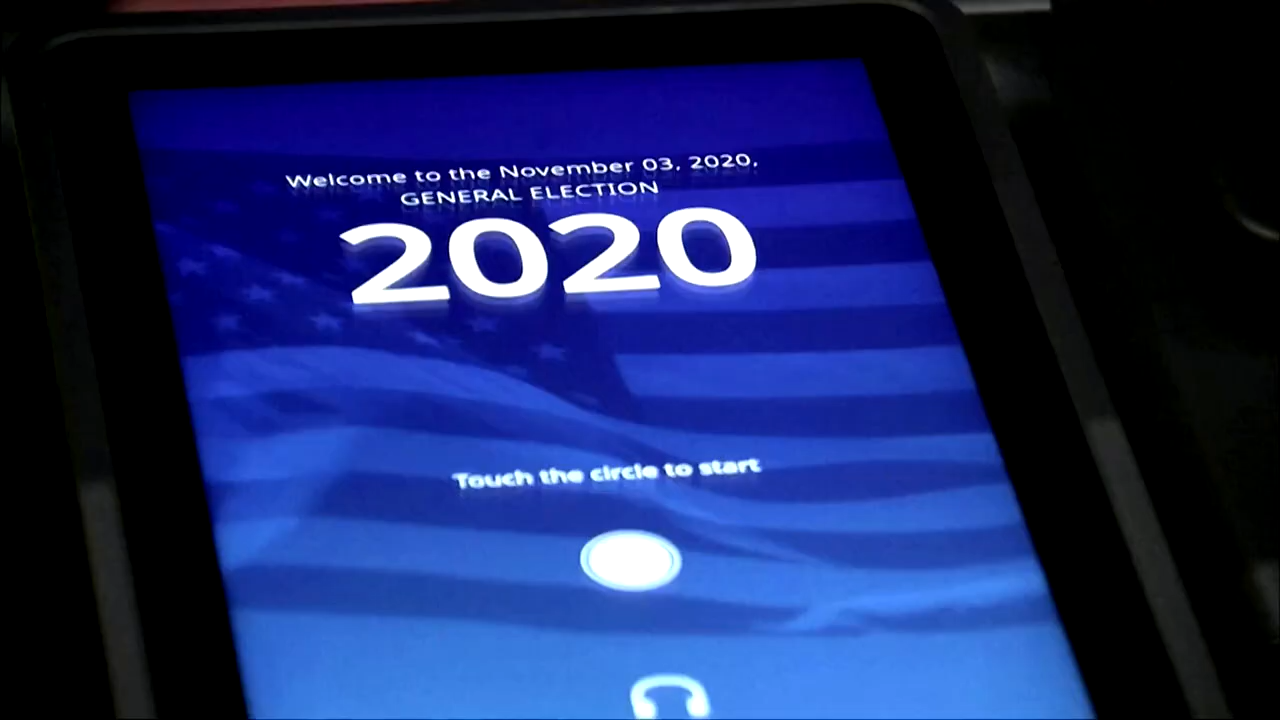 Welcome to the November 03, 2020,
GENERAL ELECTION
2020
Touch the circle to start